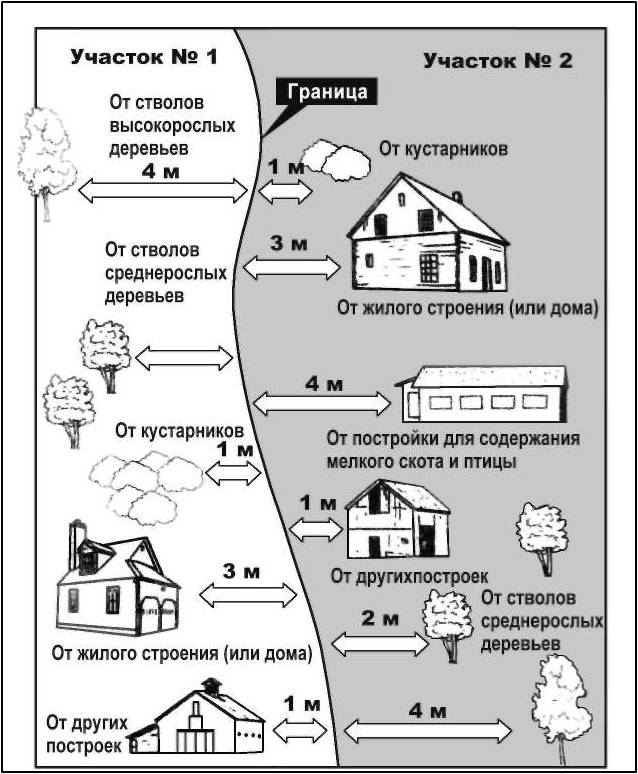 Участок № 1
Участок № 2
Граница
От стволов
высокорослых
деревьев
4 м
От кустарников
1 м
3 м
От жилого строения (или дома)
От стволов
среднерослых
деревьев
4 м
От постройки для содержания
мелкого скота и птицы
От кустарников
1 м
1 м
От другихпостроек
3 м
От жилого строения (или дома)
2 м
От стволов
среднерослых
деревьев
От других
построек
1 м
4 м